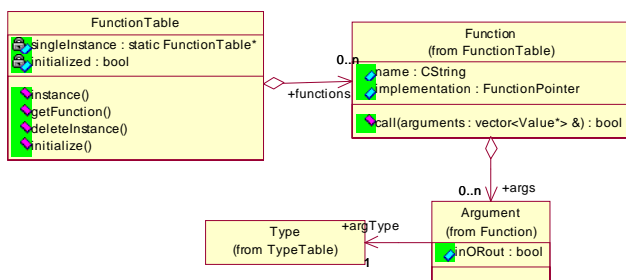 FunctionTable
singleInstance : static FunctionTable*
initialized : bool
instance()
getFunction()
deleteInstance()
initialize()
0..n
+functions
Function
(from FunctionTable)
name : CString
implementation : FunctionPointer
call(arguments : vector<Value*> &) : bool
0..n
+args
Argument
(from Function)
inORout : bool
+argType
1
Type
(from TypeTable)